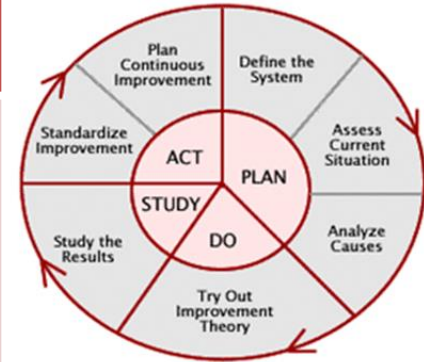 Plan
Continuous
Improvement
Define the
System
Assess
Current
Situation
Analyze
Causes
Try Out
Improvement
Theory
Study the
Results
Standardize
Improvement
ACT
PLAN
STUDY
DO